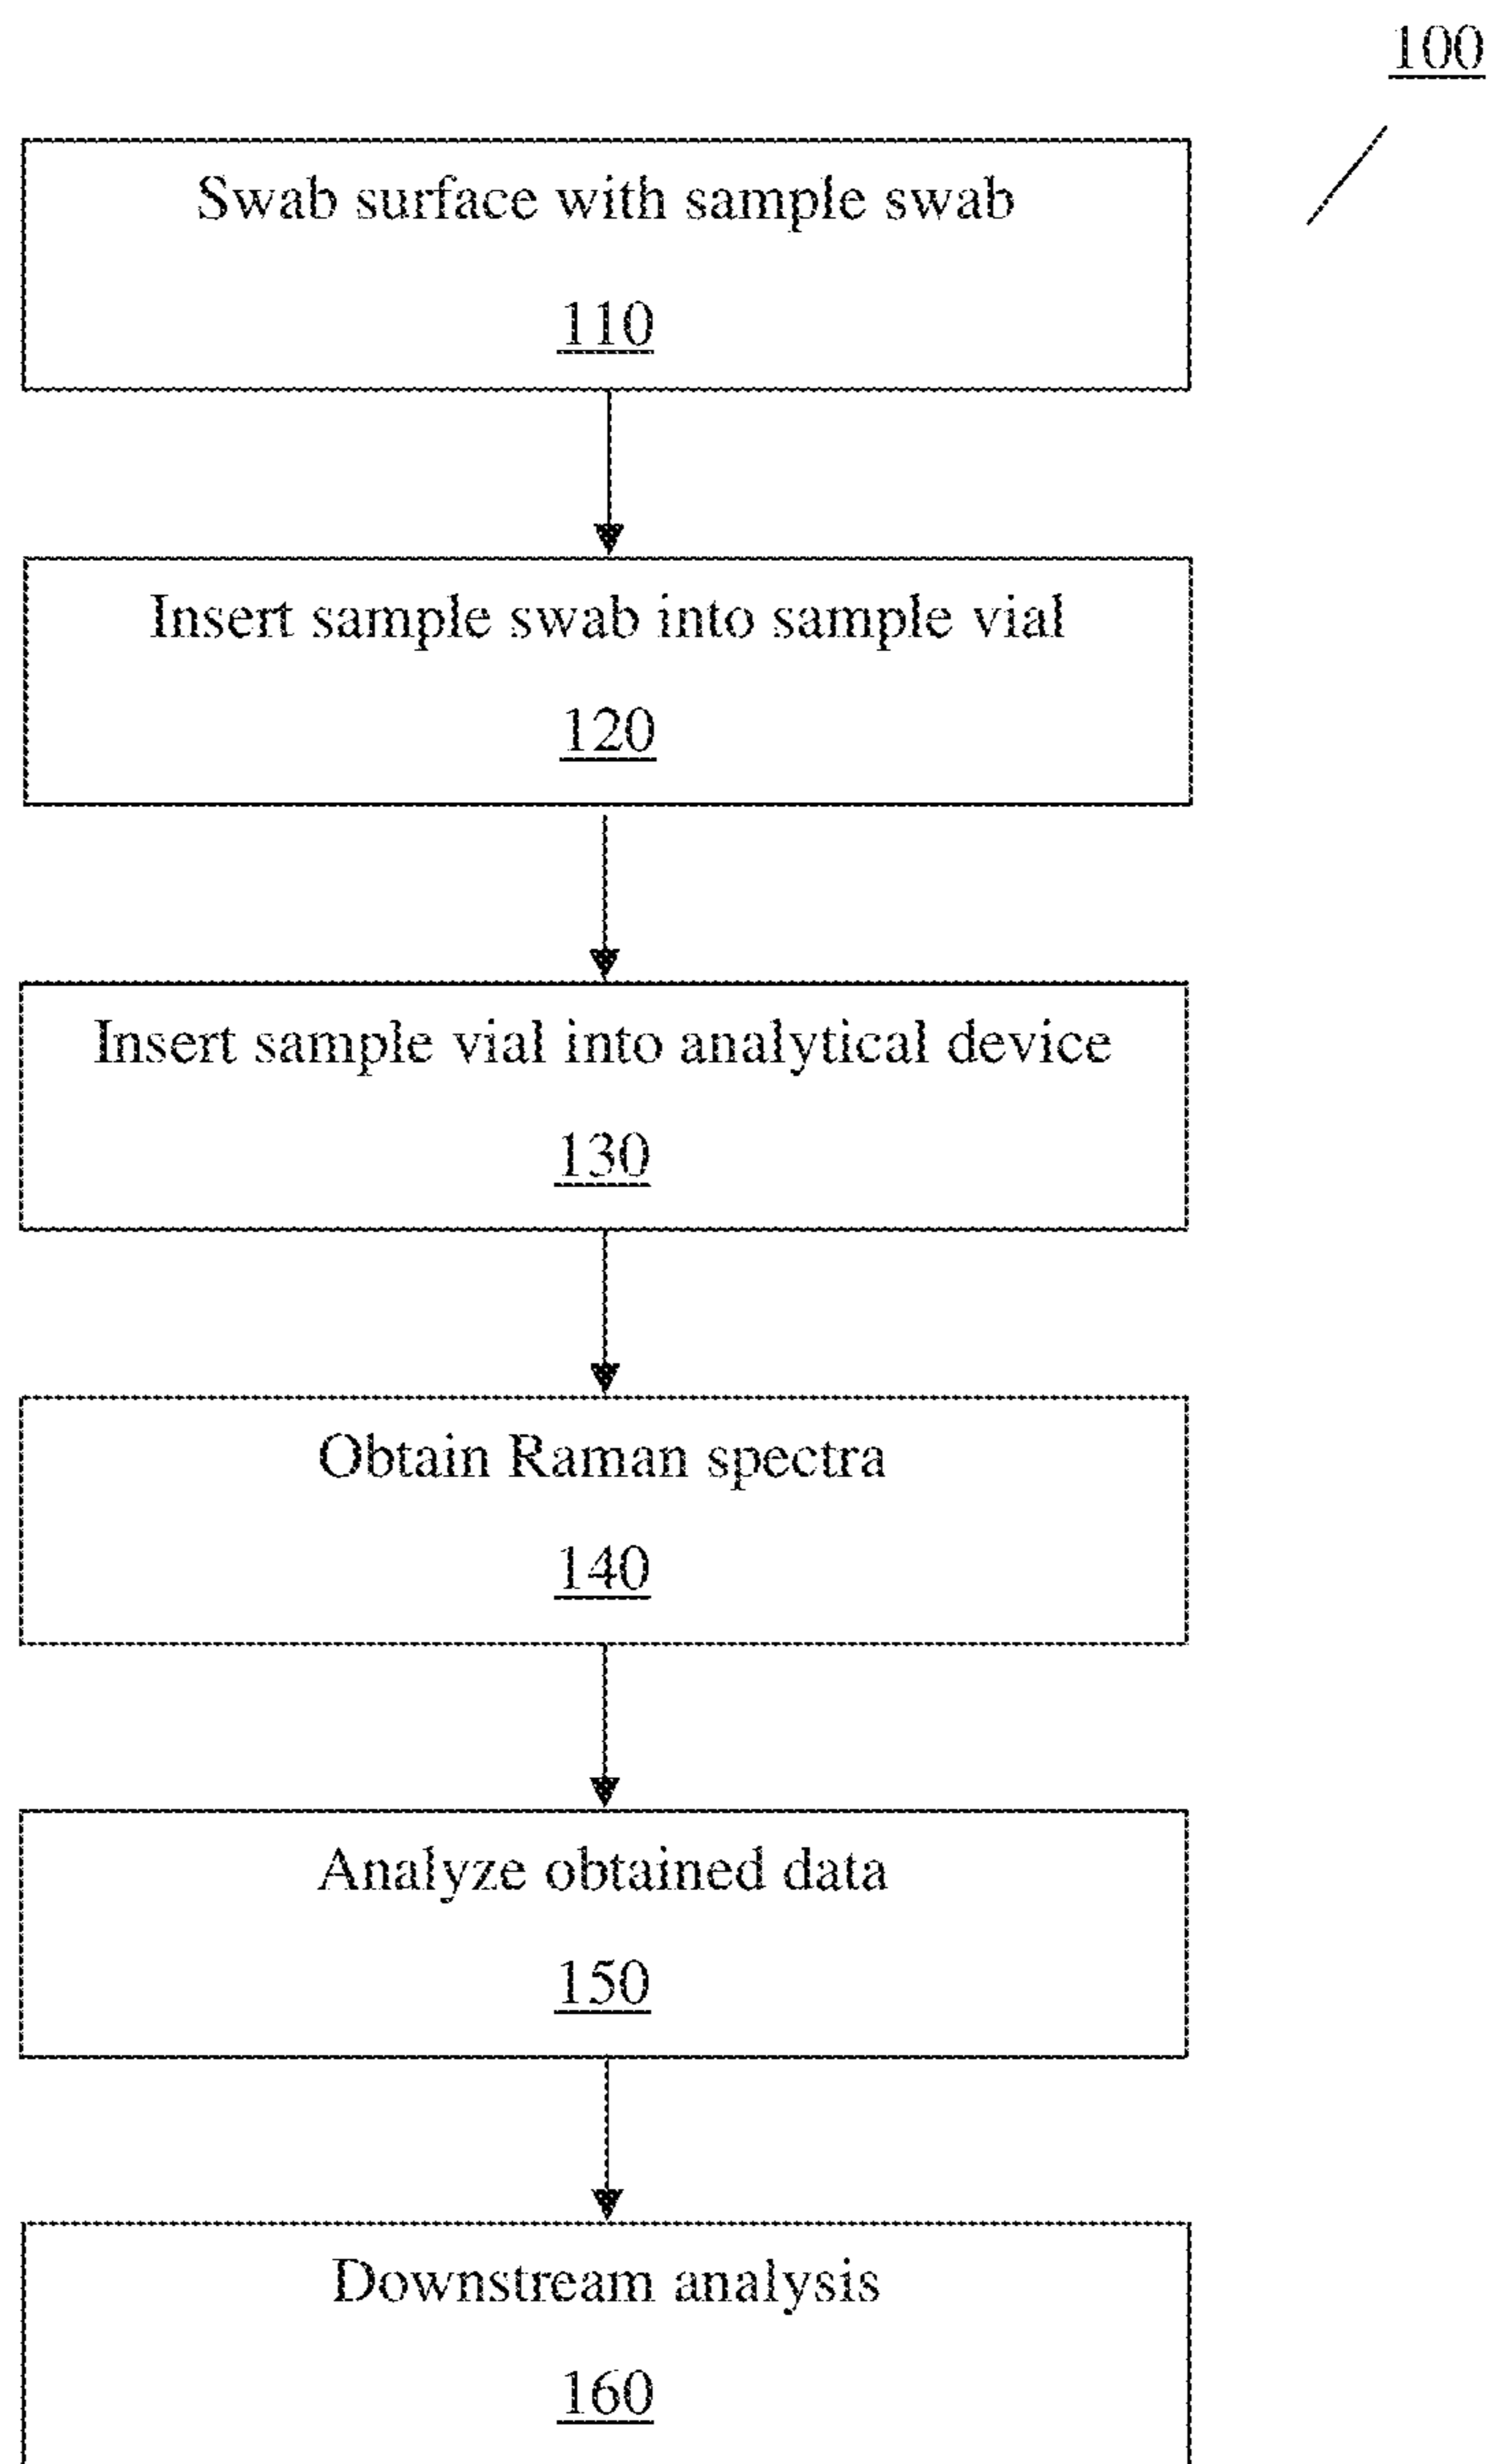 100
Swab surface with sample swab
110
Insert sample swab into sample vial
120
Insert sample vial into analytical device
130
Obtain Raman spectra
140
Analyze obtained data
150
Downstream analysis
160